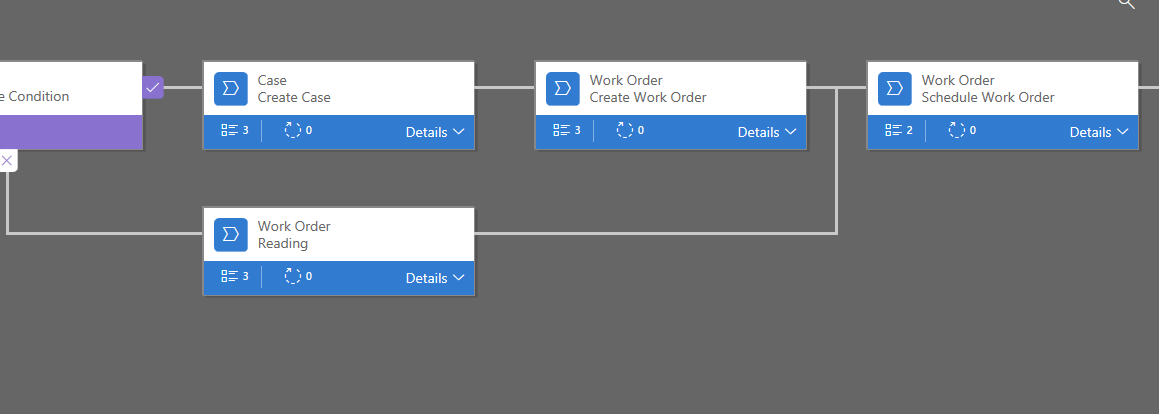 e Condition
Case
Create Case
3 0 Details
Work Order
Create Work Order
3 0 Details
Work Order
Schedule Work Order
2 0 Details
Work Order
Reading
3 0 Details